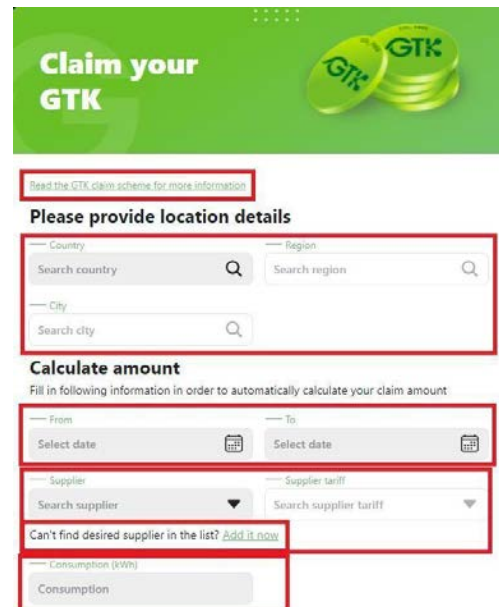 Claim your
GTK
GTK
GTK
Read the GTK claim scheme for more information
Please provide location details
Country
Region
Search country
Search region
City
Search city
Calculate amount
Fill in following information in order to automatically calculate your claim amount
From
To
Select date
Select date
Supplier
Supplier tariff
Search supplier
Search supplier tariff
Can't find desired supplier in the list? Add it now
Consumption (kWh)
Consumption